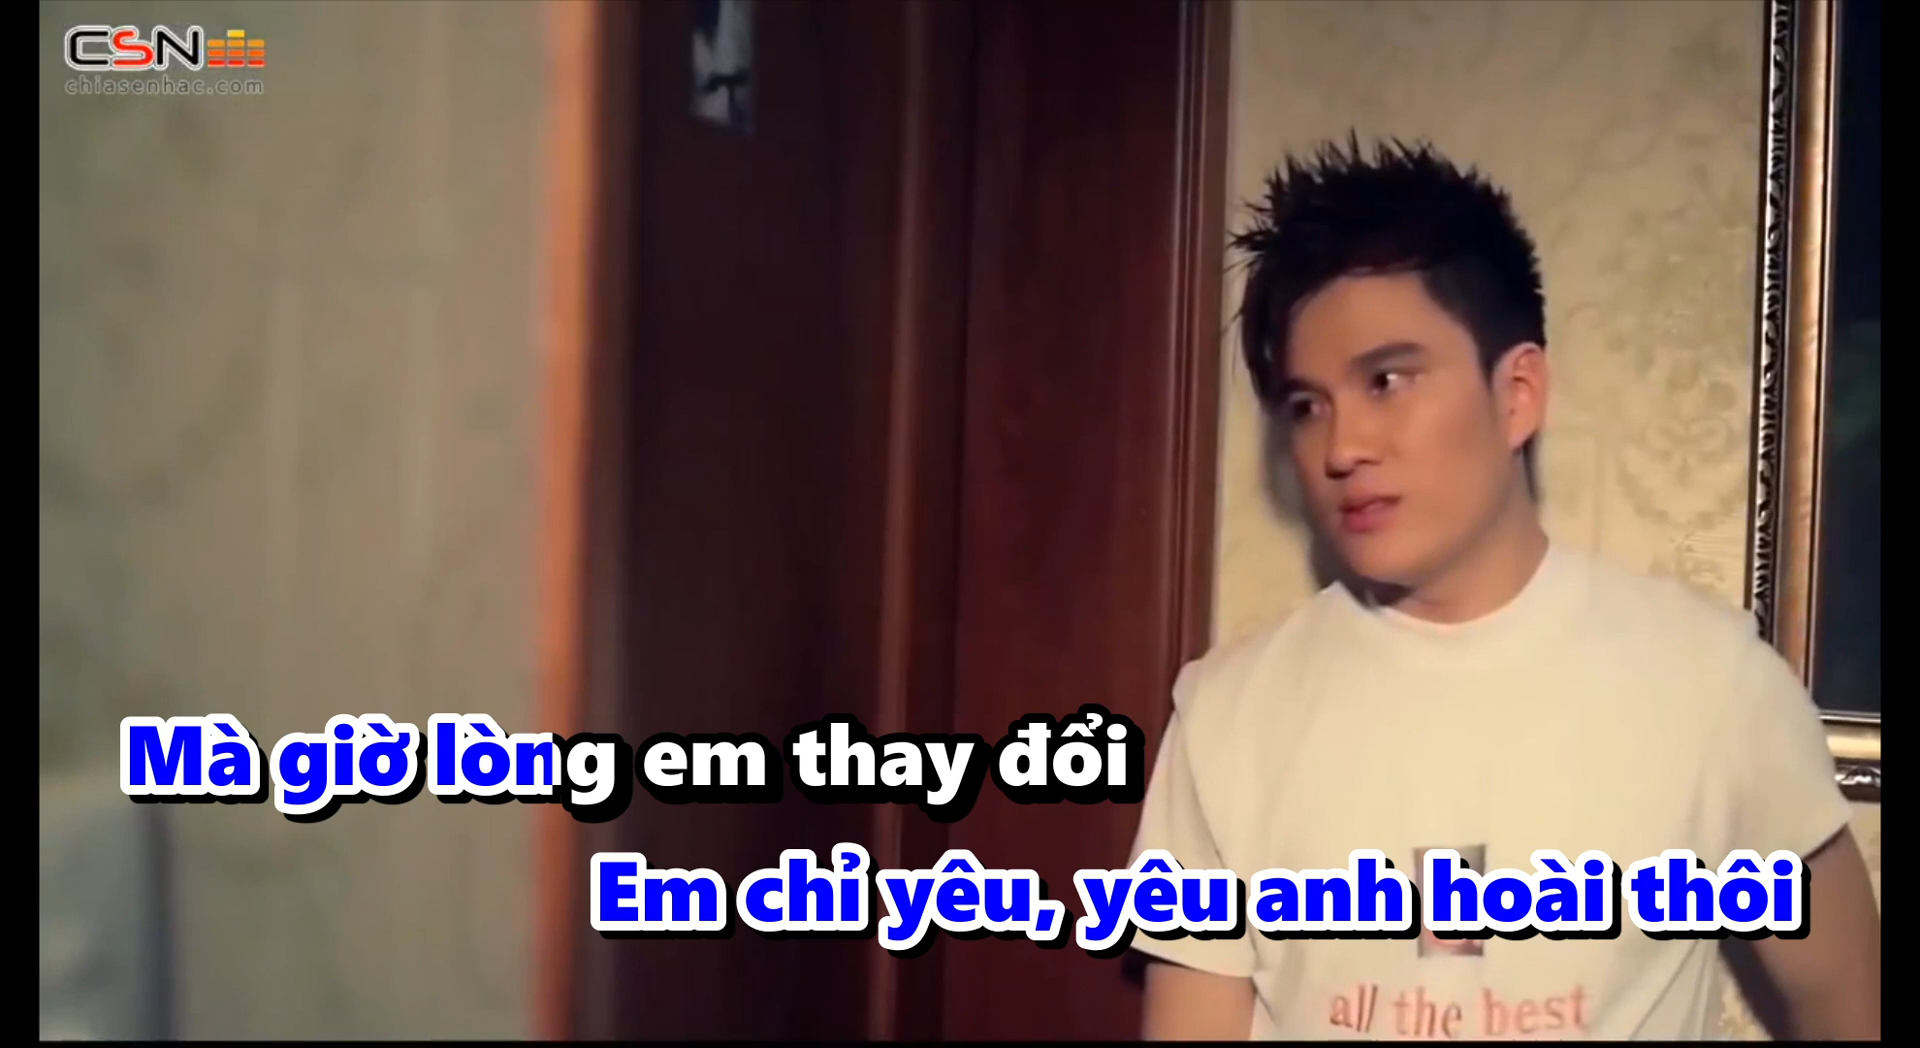 CSN
chiasenhac.com
Mà giờ lòng em thay đổi
Em chỉ yêu, yêu anh hoài thôi
all the best